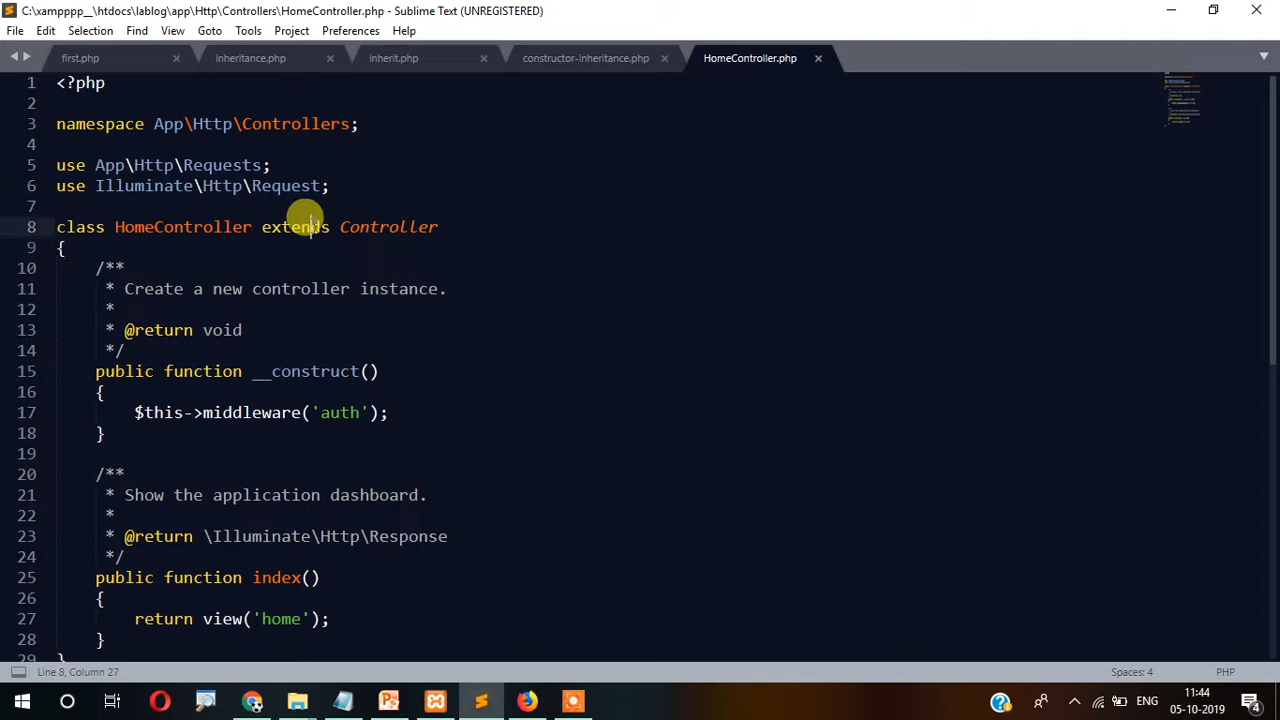 C:\xampppp__\htdocs\lablog\app\Http\Controllers\HomeController.php - Sublime Text (UNREGISTERED)
File Edit Selection Find View Goto Tools Project Preferences Help
first.php inheritance.php inherit.php constructor-inheritance.php HomeController.php
1 <?php
2
3 namespace App\Http\Controllers;
4
5 use App\Http\Requests;
6 use Illuminate\Http\Request;
7
8 class HomeController extends Controller
9 {
10 /**
11 * Create a new controller instance.
12 *
13 * @return void
14 */
15 public function __construct()
16 {
17 $this->middleware('auth');
18 }
19
20 /**
21 * Show the application dashboard.
22 *
23 * @return \Illuminate\Http\Response
24 */
25 public function index()
26 {
27 return view('home');
28 }
29 }
Line 8, Column 27 Spaces: 4 PHP
ENG 11:44
05-10-2019 4